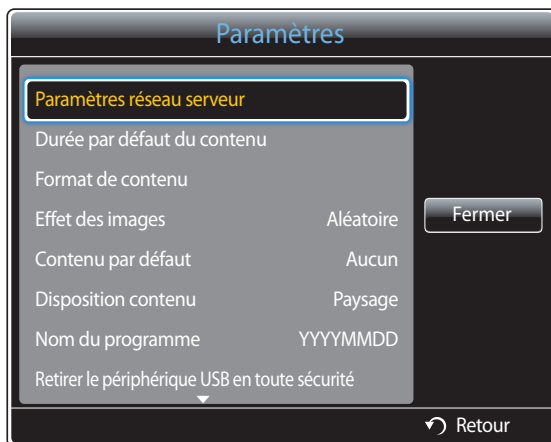 Paramètres
Paramètres réseau serveur
Durée par défaut du contenu
Format de contenu
Effet des images Aléatoire
Contenu par défaut Aucun
Disposition contenu Paysage
Nom du programme YYYYMMDD
Retirer le périphérique USB en toute sécurité
Fermer
Retour